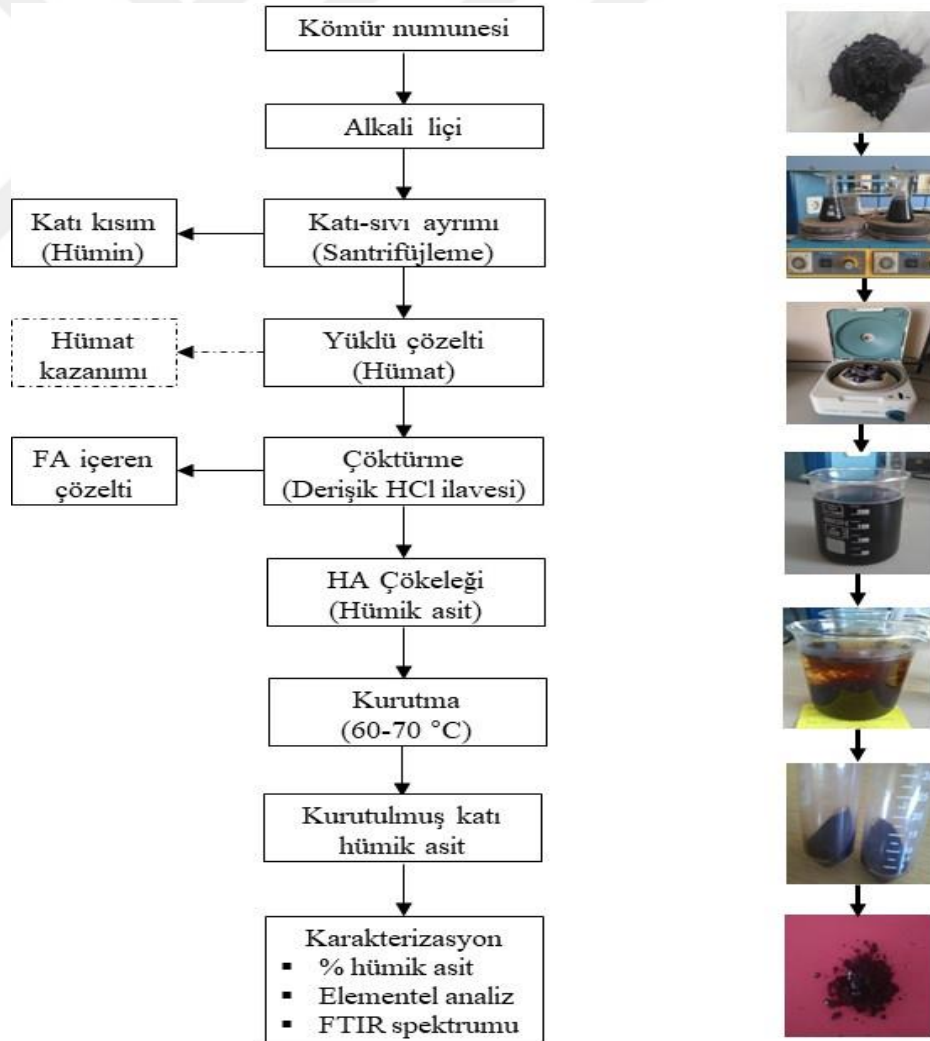 Kömür numunesi
Alkali liçi
Katı kısım
(Hümin)
Katı-sıvı ayrımı
(Santrifüjleme)
Hümat
kazanımı
Yüklü çözelti
(Hümat)
FA içeren
çözelti
Çöktürme
(Derişik HCl ilavesi)
HA Çökeleği
(Hümik asit)
Kurutma
(60-70 °C)
Kurutulmuş katı
hümik asit
Karakterizasyon
▪ % hümik asit
▪ Elementel analiz
▪ FTIR spektrumu